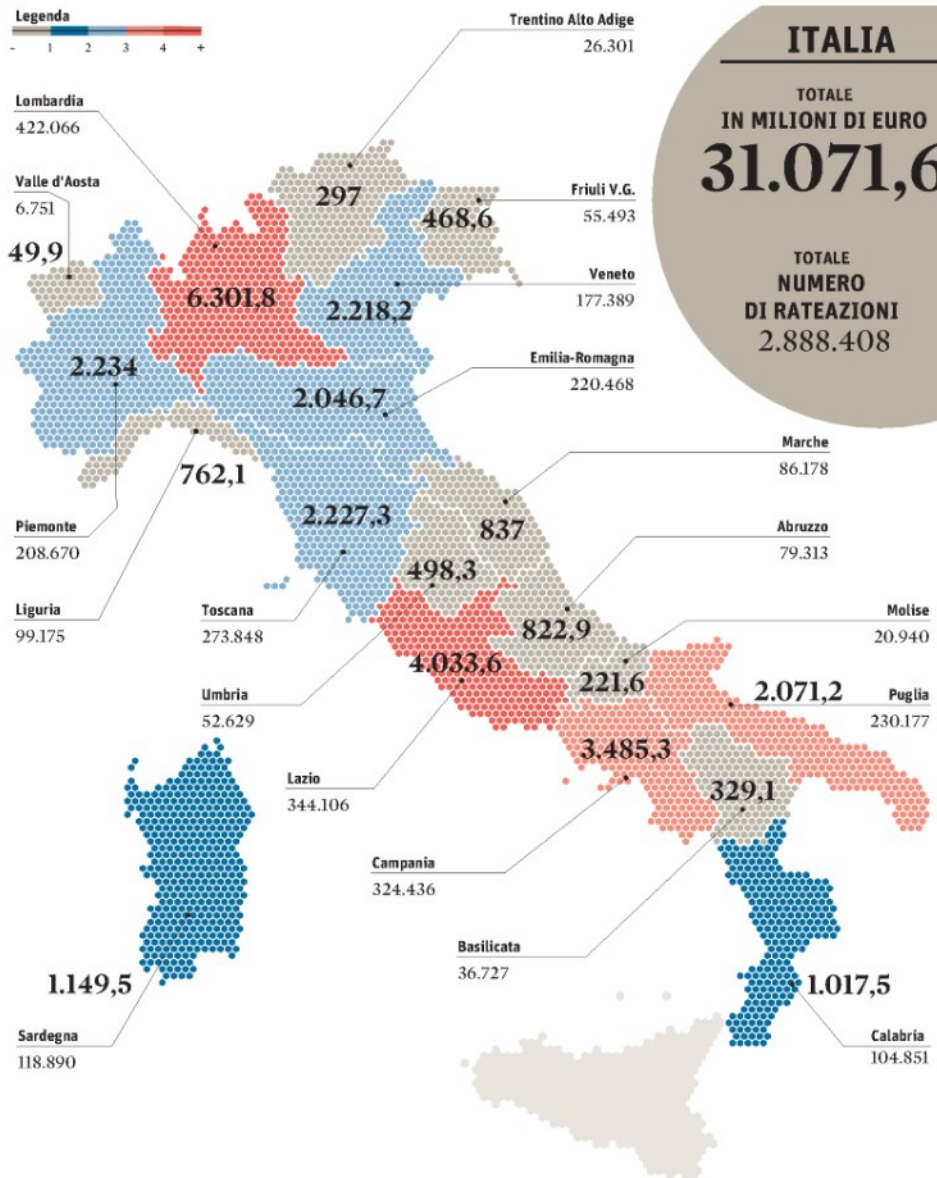 Legenda
- 1 2 3 4 +
Trentino Alto Adige
26.301
ITALIA
TOTALE
IN MILIONI DI EURO
31.071,6
TOTALE
NUMERO
DI RATEAZIONI
2.888.408
Lombardia
422.066
Valle d'Aosta
6.751
49,9
297
Friuli V.G.
55.493
468,6
Veneto
177.389
6.301,8
2.218,2
2.234
Emilia-Romagna
220.468
2.046,7
762,1
Marche
86.178
Piemonte
208.670
2.227,3
837
Abruzzo
79.313
498,3
Liguria
99.175
Toscana
273.848
822,9
Molise
20.940
4.033,6
221,6
2.071,2
Puglia
230.177
Umbria
52.629
3.485,3
Lazio
344.106
329,1
Campania
324.436
Basilicata
36.727
1.149,5
1.017,5
Sardegna
118.890
Calabria
104.851